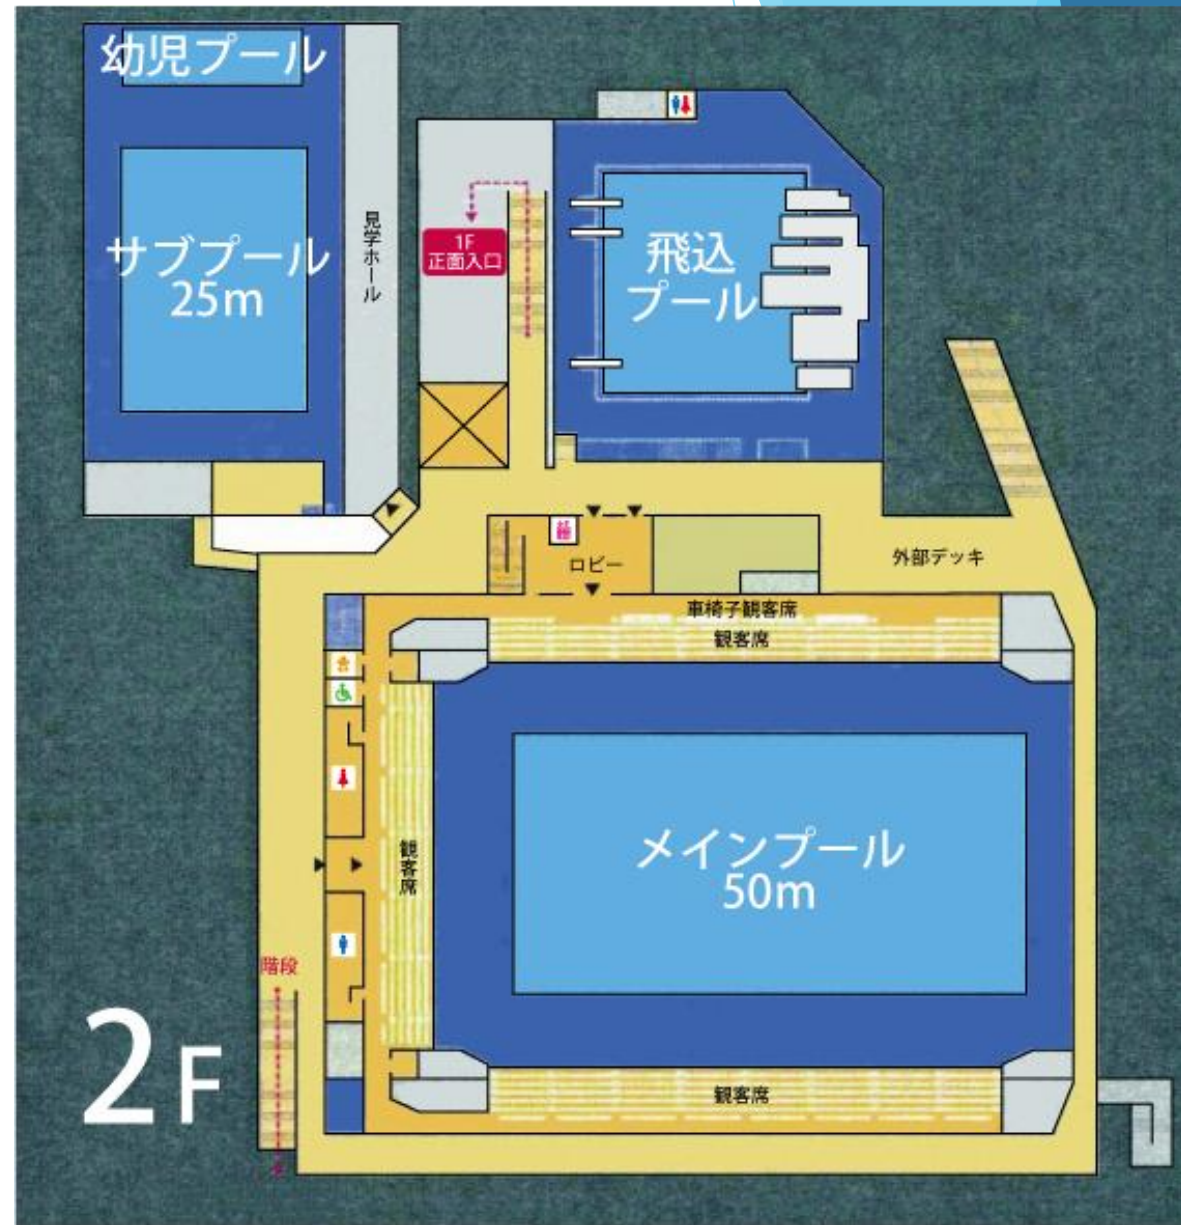 幼児プール
サブプール
25m
見学ホール
1F
正面入口
飛込
プール
外部デッキ
ロビー
車椅子観客席
観客席
観客席
メインプール
50m
階段
観客席
2F